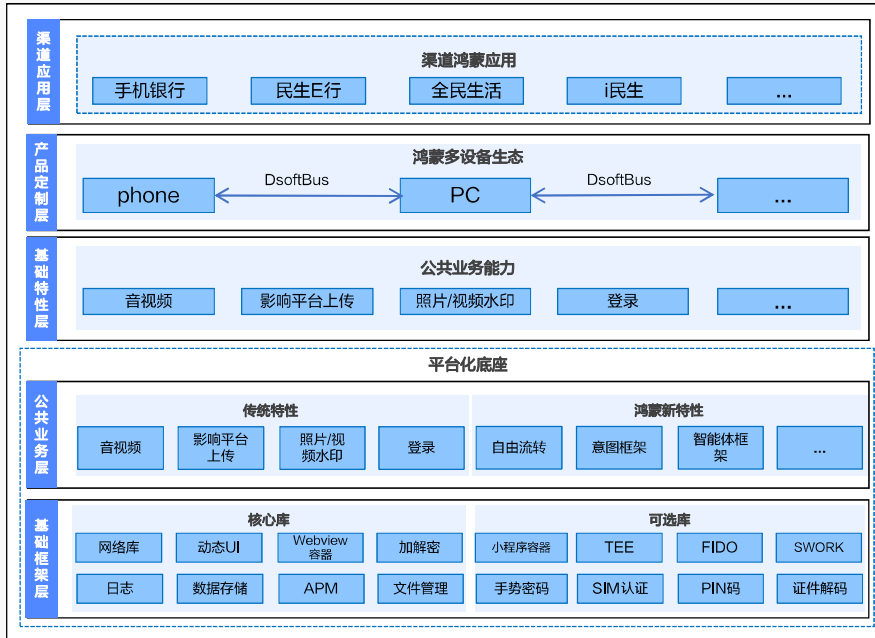 渠道应用层
渠道鸿蒙应用
手机银行
民生E行
全民生活
i民生
...
产品定制层
鸿蒙多设备生态
phone
DsoftBus
PC
DsoftBus
...
基础特性层
公共业务能力
音视频
影响平台上传
照片/视频水印
登录
...
平台化底座
公共业务层
传统特性
音视频
影响平台
上传
照片/视
频水印
登录
鸿蒙新特性
自由流转
意图框架
智能体框
架
...
基础框架层
核心库
网络库
动态UI
Webview
容器
加解密
日志
数据存储
APM
文件管理
可选库
小程序容器
TEE
FIDO
SWORK
手势密码
SIM认证
PIN码
证件解码